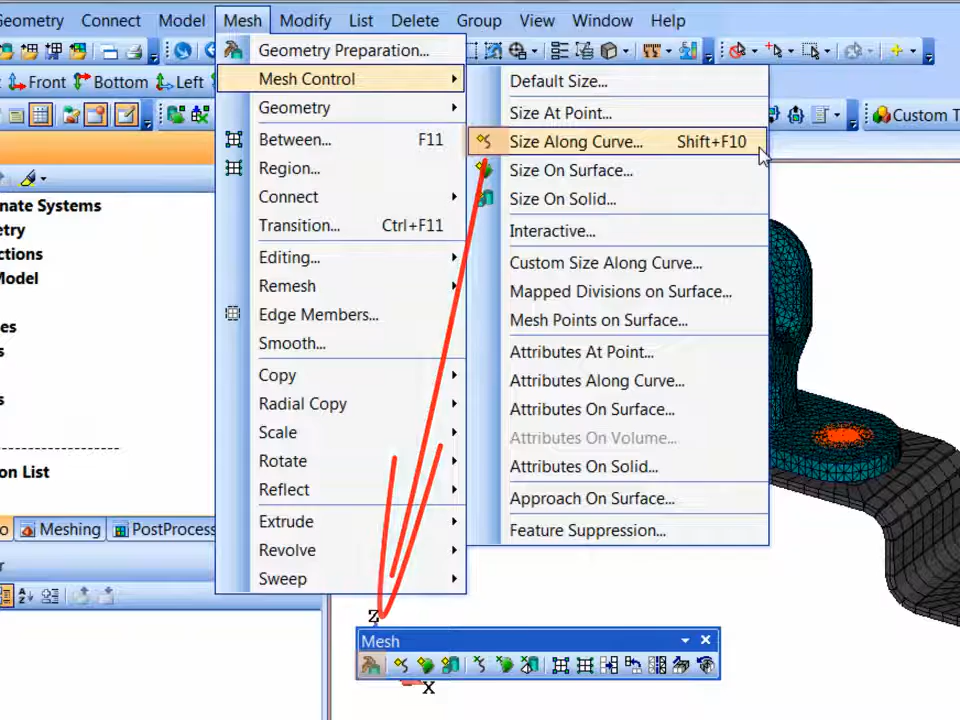 Geometry Connect Model Mesh Modify List Delete Group View Window Help
Front Bottom Left
Custom T
Geometry Preparation...
Mesh Control
Geometry
Between... F11
Region...
Connect
Transition... Ctrl+F11
Editing...
Remesh
Edge Members...
Smooth...
Copy
Radial Copy
Scale
Rotate
Reflect
Extrude
Revolve
Sweep
Default Size...
Size At Point...
Size Along Curve... Shift+F10
Size On Surface...
Size On Solid...
Interactive...
Custom Size Along Curve...
Mapped Divisions on Surface...
Mesh Points on Surface...
Attributes At Point...
Attributes Along Curve...
Attributes On Surface...
Attributes On Volume...
Attributes On Solid...
Approach On Surface...
Feature Suppression...
nate Systems
etry
ctions
Model
es
s
s
on List
o Meshing PostProcess
r
Z
Mesh
X